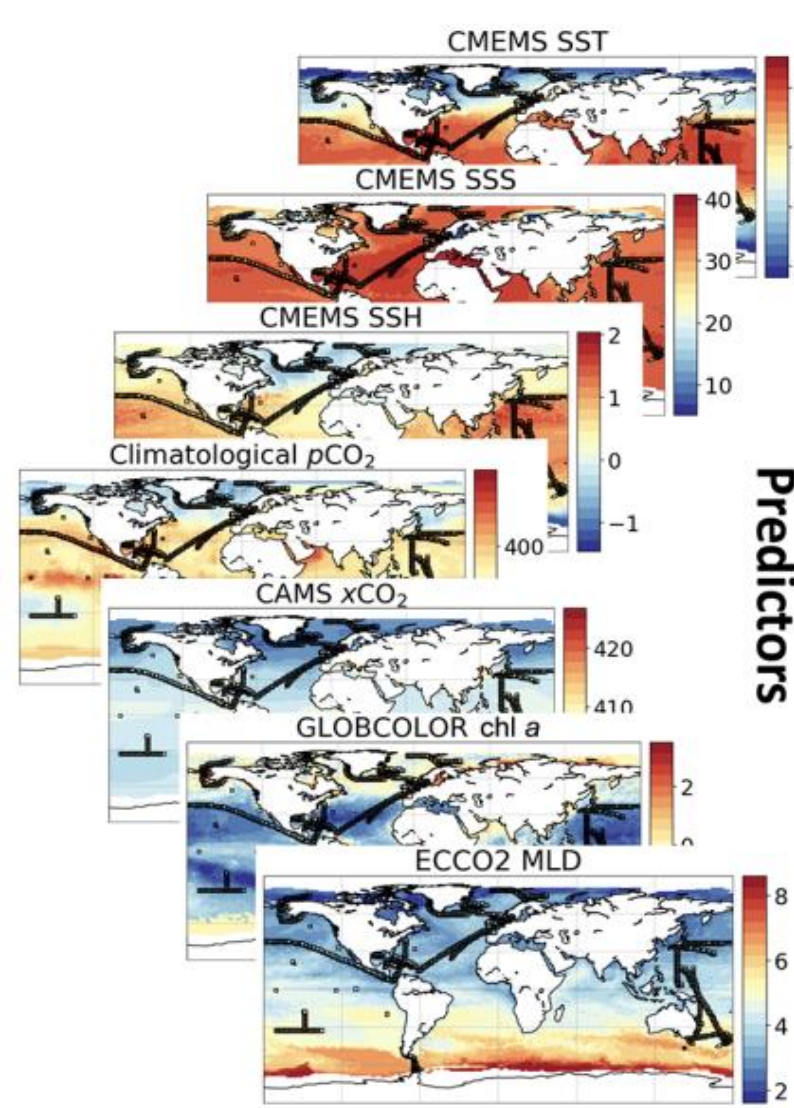 CMEMS SST
CMEMS SSS
40
30
20
10
CMEMS SSH
2
1
0
−1
Climatological pCO₂
400
CAMS xCO₂
420
410
GLOBCOLOR chl a
2
0
ECCO2 MLD
8
6
4
2
Predictors